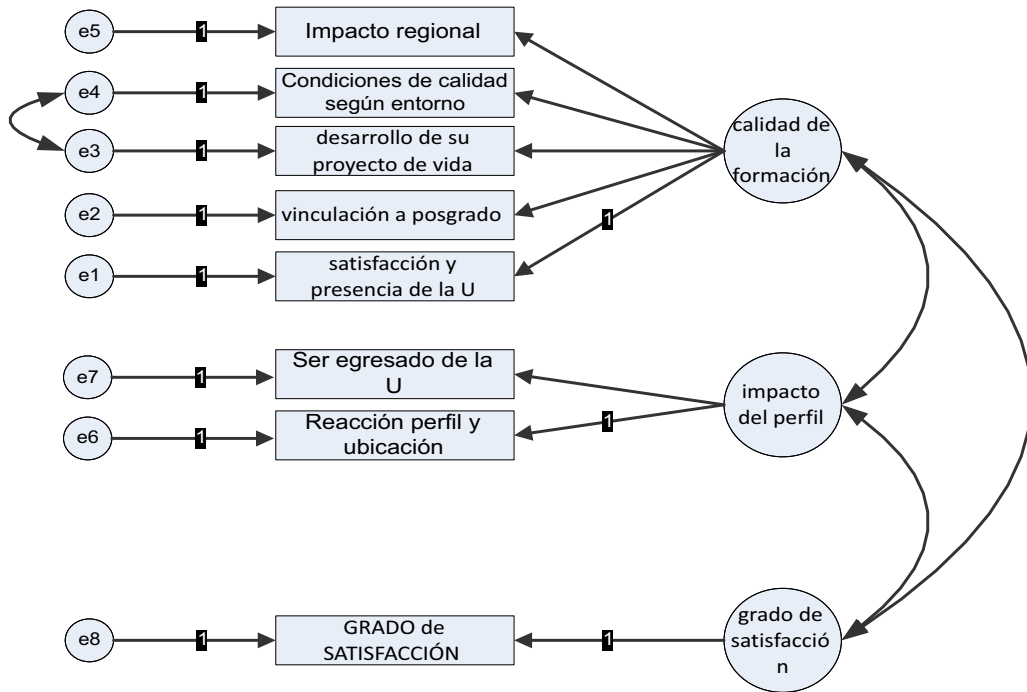 e5
1
Impacto regional
e4
1
Condiciones de calidad
según entorno
e3
1
desarrollo de su
proyecto de vida
calidad de
la
formación
e2
1
vinculación a posgrado
1
e1
1
satisfacción y
presencia de la U
e7
1
Ser egresado de la
U
impacto
del perfil
e6
1
Reacción perfil y
ubicación
1
e8
1
GRADO de
SATISFACCIÓN
1
grado de
satisfacció
n